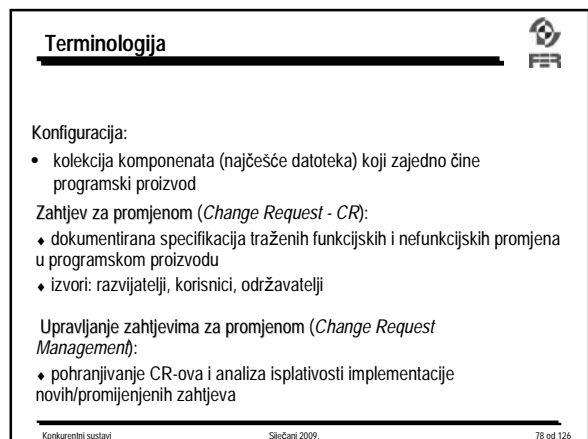 Terminologija
FER
Konfiguracija:
• kolekcija komponenata (najčešće datoteka) koji zajedno čine
programski proizvod
Zahtjev za promjenom (Change Request - CR):
♦ dokumentirana specifikacija traženih funkcijskih i nefunkcijskih promjena
u programskom proizvodu
♦ izvori: razvijatelji, korisnici, održavatelji
Upravljanje zahtjevima za promjenom (Change Request
Management):
♦ pohranjivanje CR-ova i analiza isplativosti implementacije
novih/promijenjenih zahtjeva
Konkurentni sustavi
Siječanj 2009.
78 od 126